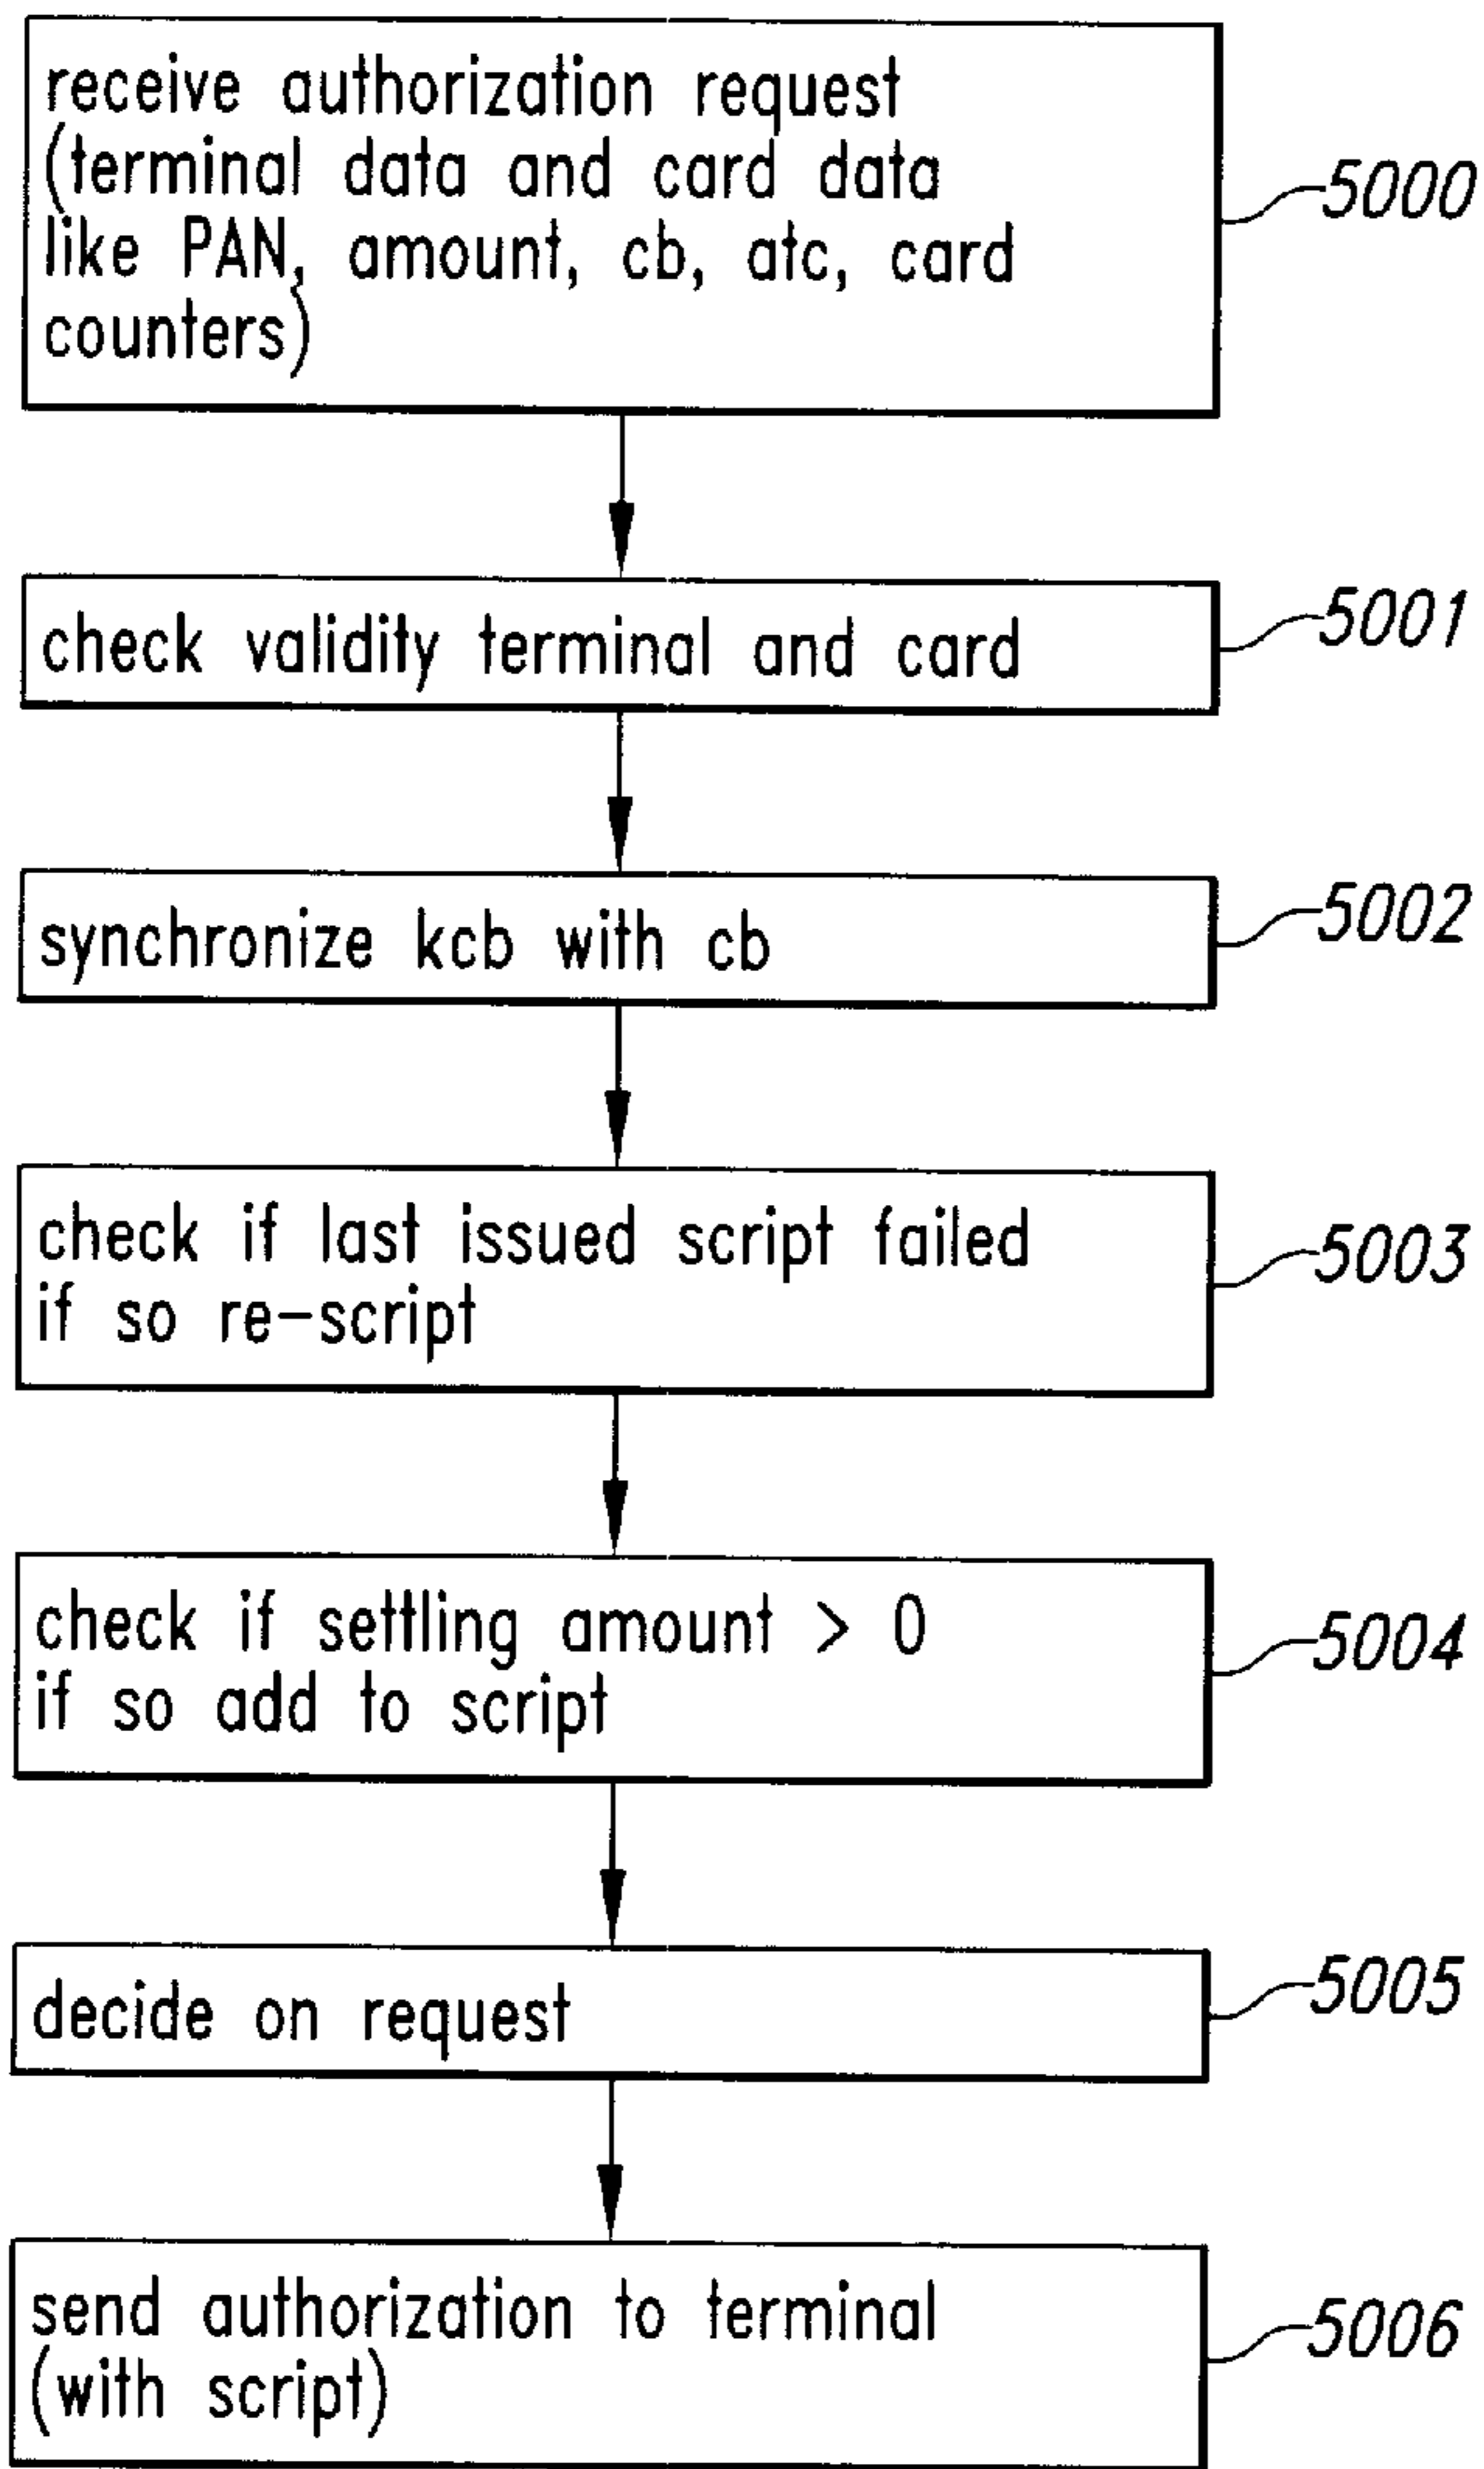 receive authorization request
(terminal data and card data
like PAN, amount, cb, atc, card
counters)
5000
check validity terminal and card
5001
synchronize kcb with cb
5002
check if last issued script failed
if so re-script
5003
check if settling amount > 0
if so add to script
5004
decide on request
5005
send authorization to terminal
(with script)
5006